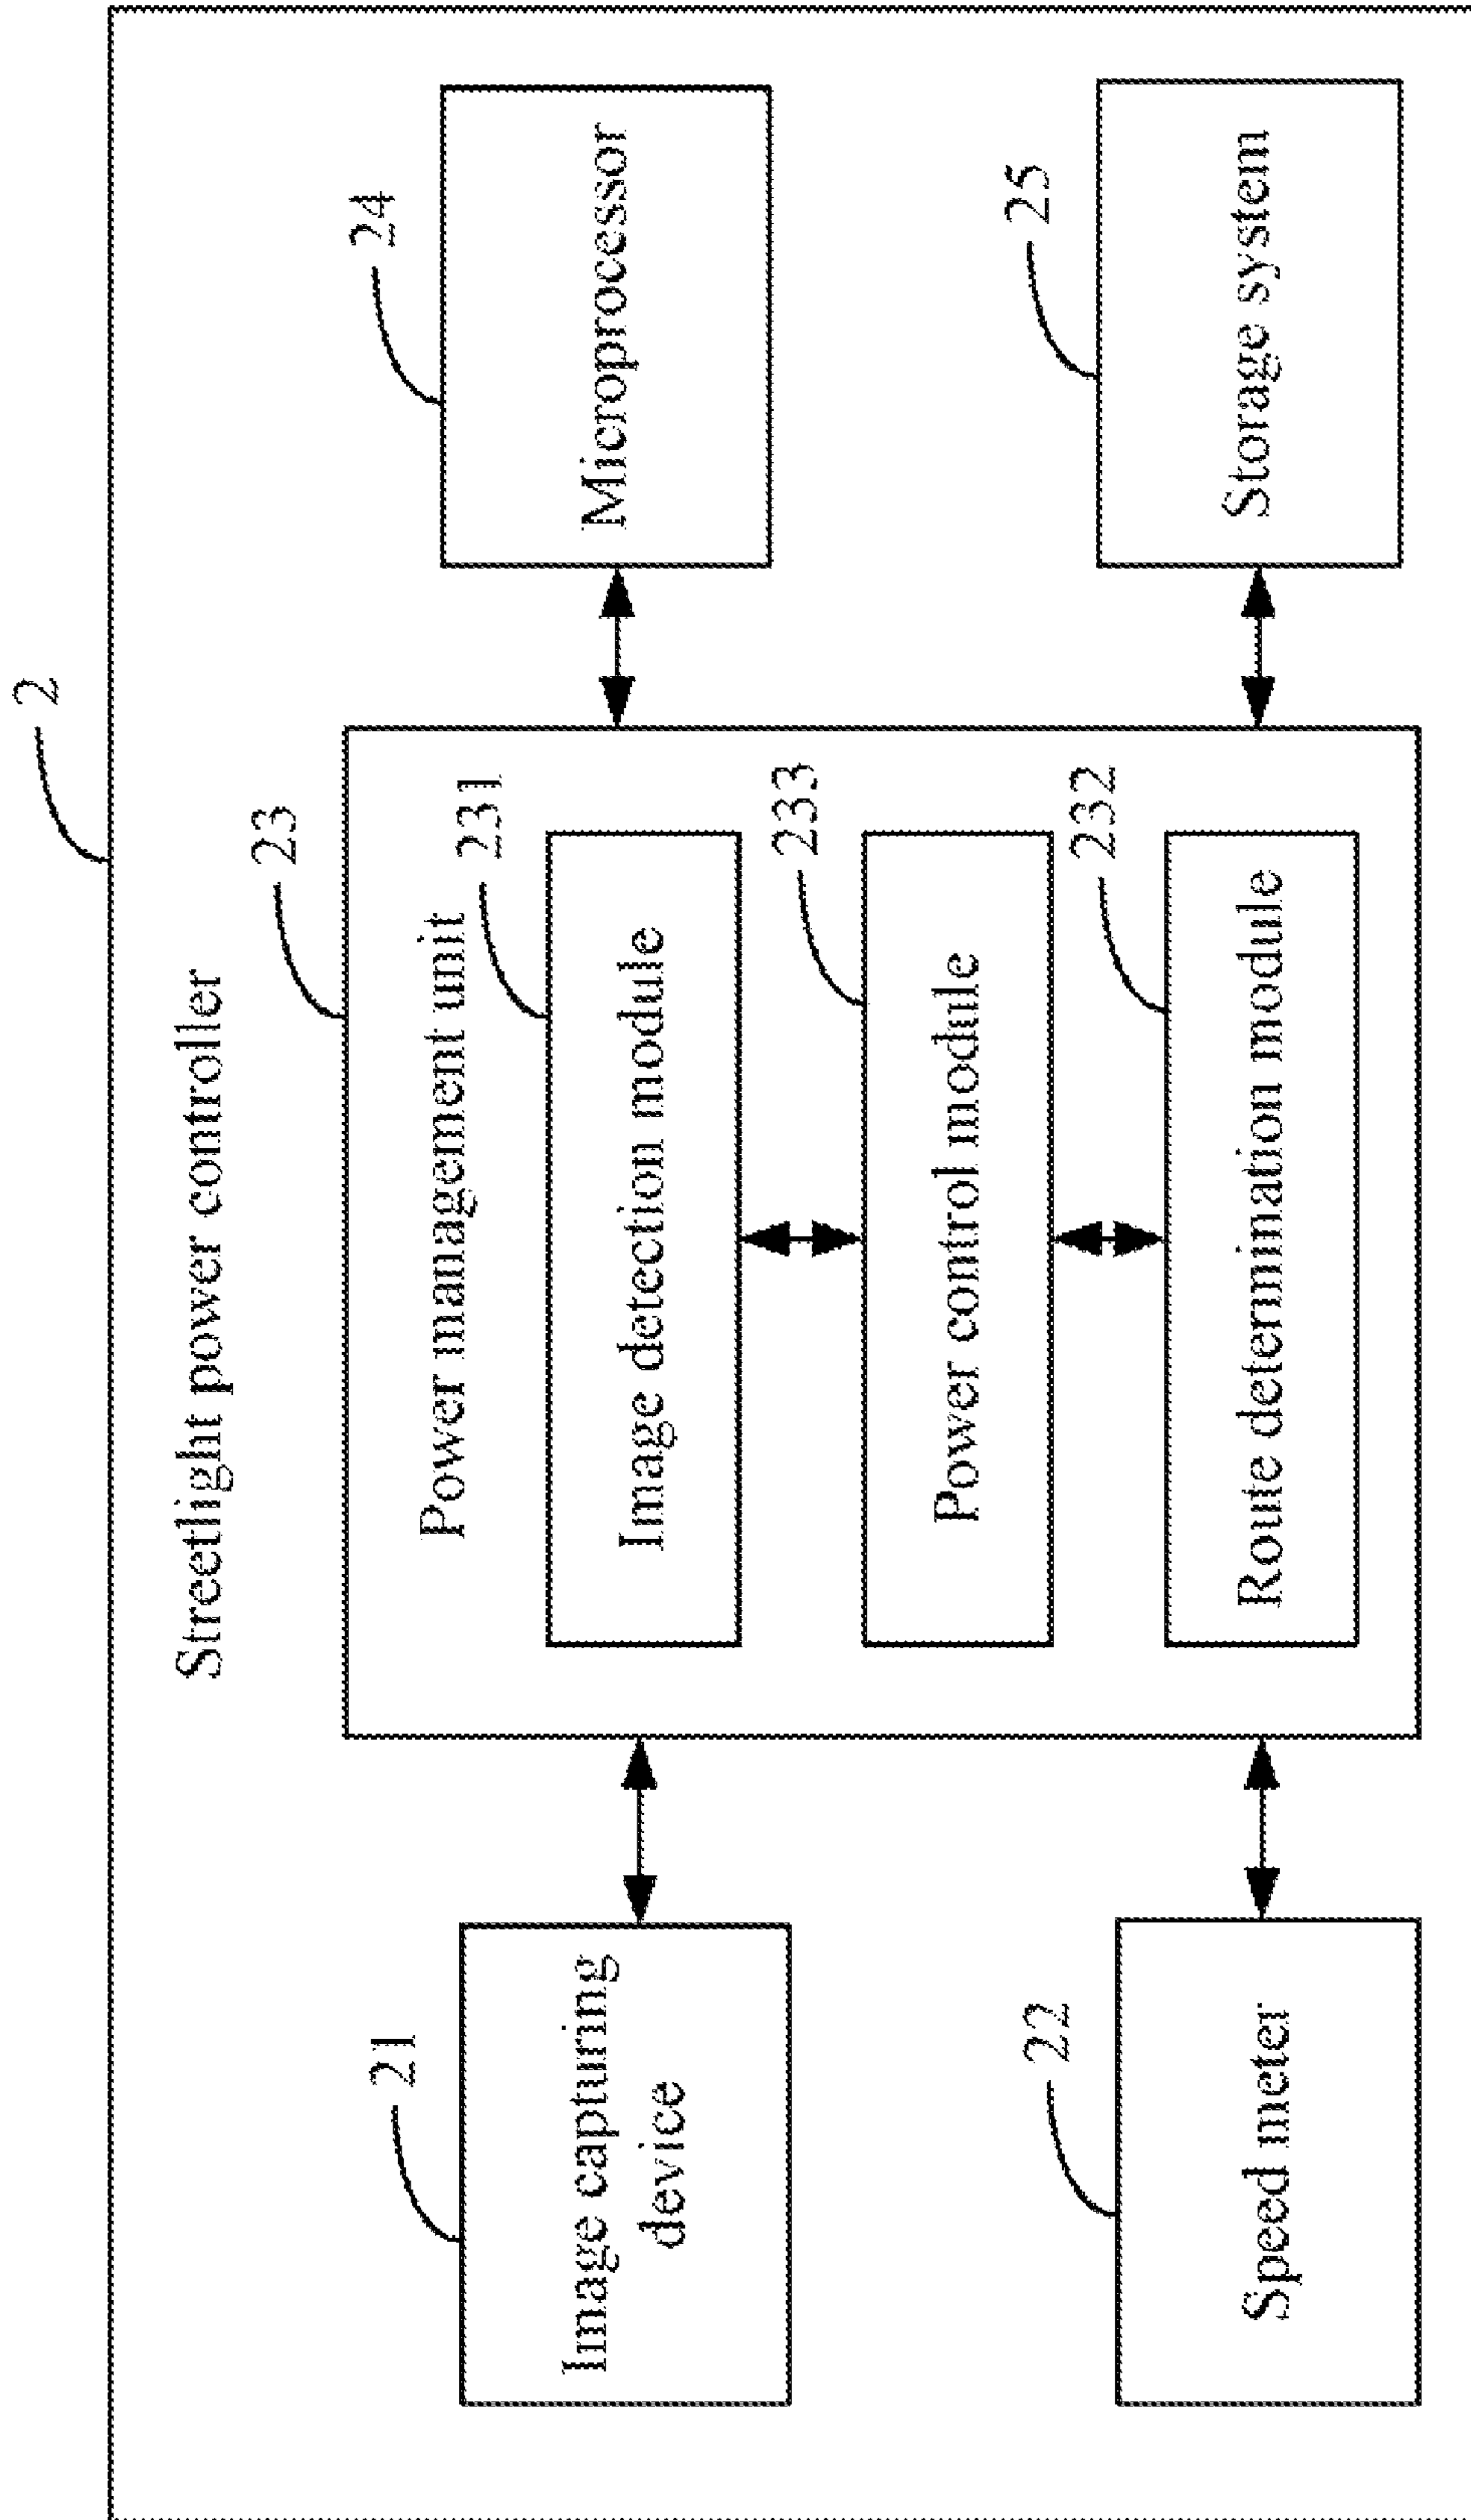 2
Streetlight power controller
21
Image capturing
device
22
Speed meter
23
Power management unit
231
Image detection module
233
Power control module
232
Route determination module
24
Microprocessor
25
Storage system